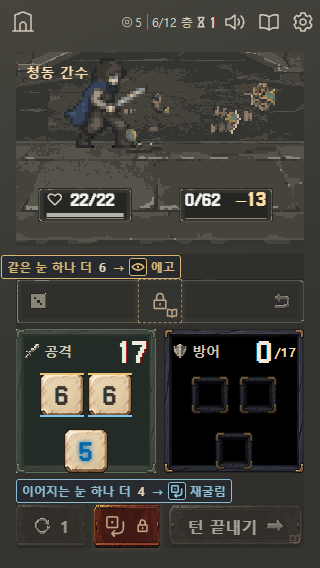 5 6/12 층 1
청동 간수
22/22
0/62 −13
같은 눈 하나 더 6 → 예고
공격 17
방어 0/17
6 6
5
이어지는 눈 하나 더 4 → 재굴림
1
턴 끝내기